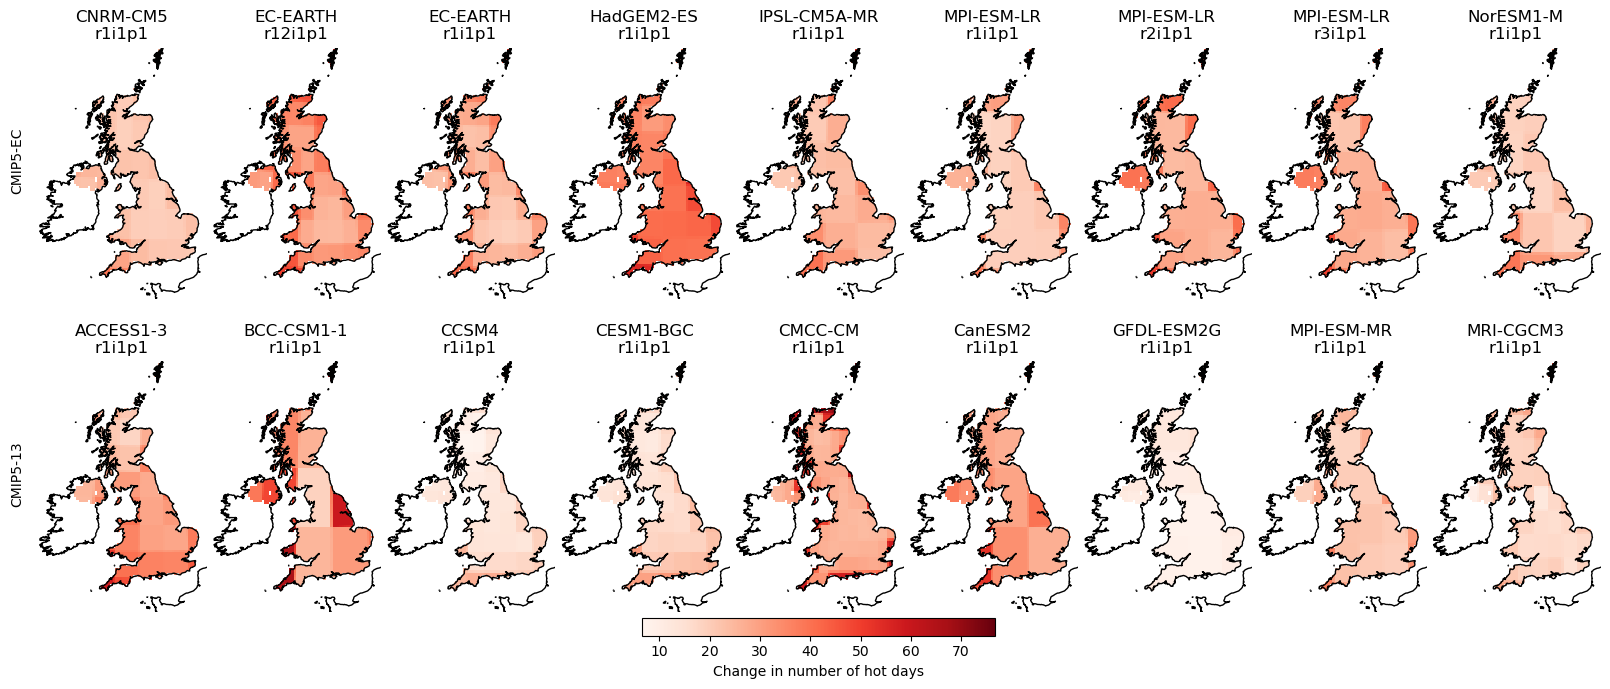 CNRM-CM5 EC-EARTH EC-EARTH HadGEM2-ES IPSL-CM5A-MR MPI-ESM-LR MPI-ESM-LR MPI-ESM-LR NorESM1-M
r1i1p1 r12i1p1 r1i1p1 r1i1p1 r1i1p1 r1i1p1 r2i1p1 r3i1p1 r1i1p1
CMIP5-EC
ACCESS1-3 BCC-CSM1-1 CCSM4 CESM1-BGC CMCC-CM CanESM2 GFDL-ESM2G MPI-ESM-MR MRI-CGCM3
r1i1p1 r1i1p1 r1i1p1 r1i1p1 r1i1p1 r1i1p1 r1i1p1 r1i1p1 r1i1p1
CMIP5-13
10 20 30 40 50 60 70
Change in number of hot days